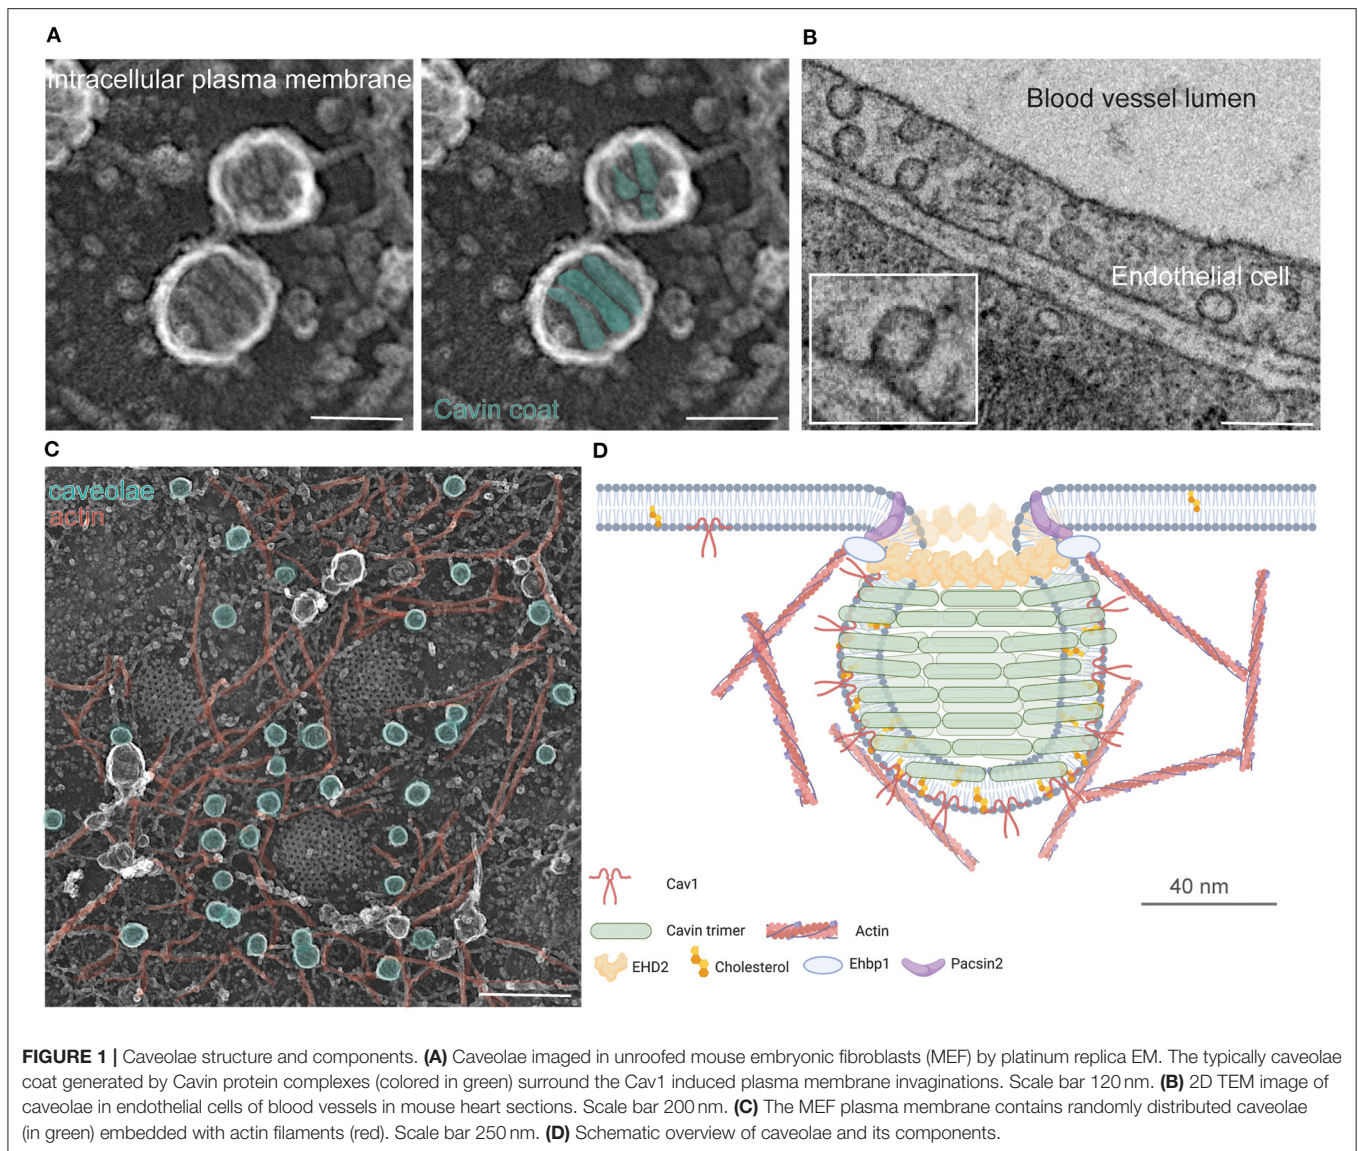 A
B
Intracellular plasma membrane
Blood vessel lumen
Endothelial cell
Cavin coat
C
D
caveolae
actin
Cav1
40 nm
Cavin trimer
Actin
EHD2
Cholesterol
Ehbp1
Pacsin2
FIGURE 1 | Caveolae structure and components. (A) Caveolae imaged in unroofed mouse embryonic fibroblasts (MEF) by platinum replica EM. The typically caveolae
coat generated by Cavin protein complexes (colored in green) surround the Cav1 induced plasma membrane invaginations. Scale bar 120 nm. (B) 2D TEM image of
caveolae in endothelial cells of blood vessels in mouse heart sections. Scale bar 200 nm. (C) The MEF plasma membrane contains randomly distributed caveolae
(in green) embedded with actin filaments (red). Scale bar 250 nm. (D) Schematic overview of caveolae and its components.